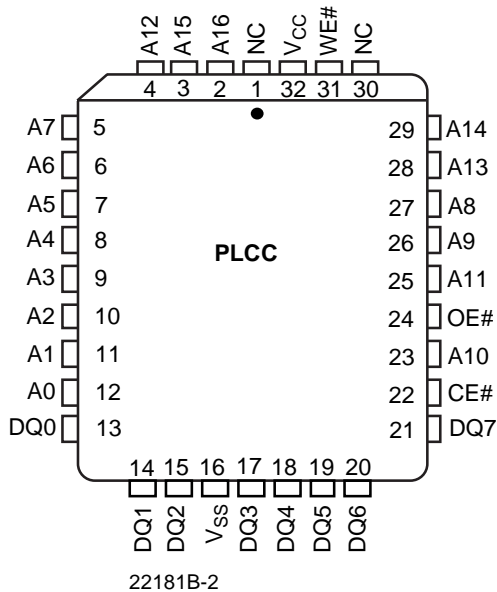 A12 A15 A16 NC VCC WE# NC
4 3 2 1 32 31 30
A7 5 29 A14
A6 6 28 A13
A5 7 27 A8
A4 8 26 A9
PLCC
A3 9 25 A11
A2 10 24 OE#
A1 11 23 A10
A0 12 22 CE#
DQ0 13 21 DQ7
14 15 16 17 18 19 20
DQ1 DQ2 VSS DQ3 DQ4 DQ5 DQ6
22181B-2